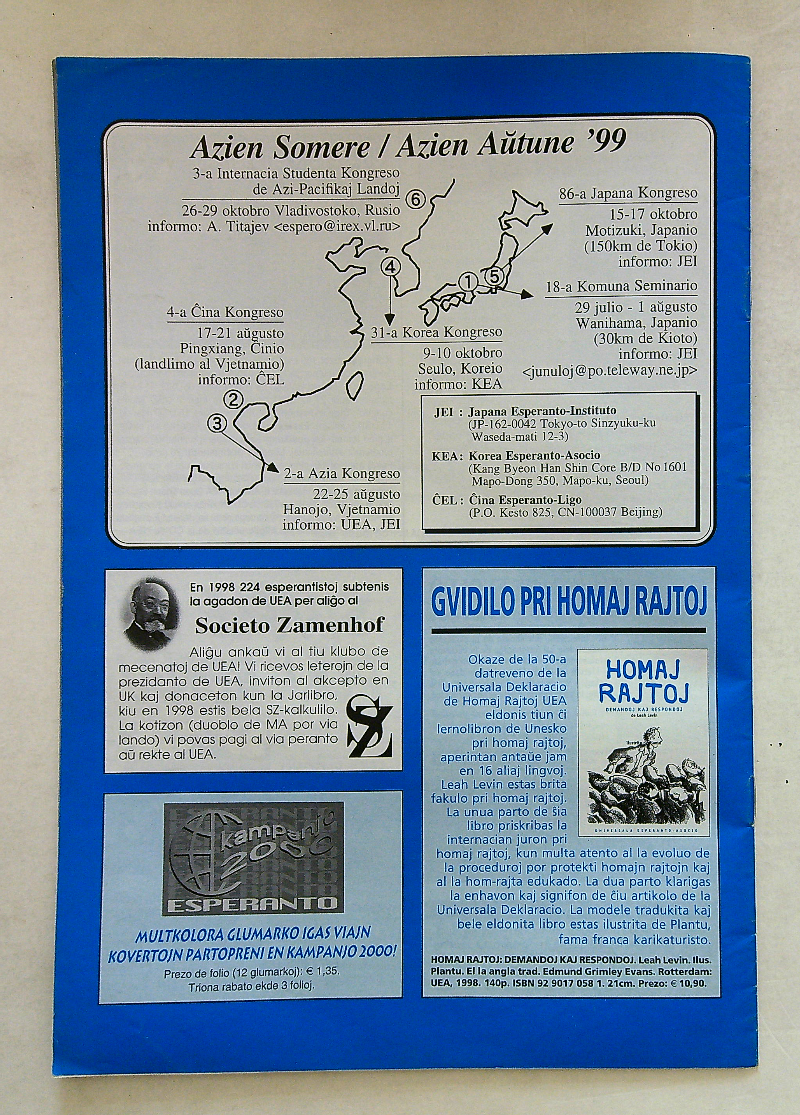 Azien Somere / Azien Aŭtune '99
3-a Internacia Studenta Kongreso
de Azi-Pacifikaj Landoj
26-29 oktobro Vladivostoko, Rusio
informo: A. Titajev <espero@irex.vl.ru>
6
86-a Japana Kongreso
15-17 oktobro
Motizuki, Japanio
(150km de Tokio)
informo: JEI
4
1
5
18-a Komuna Seminario
29 julio - 1 aŭgusto
Wanihama, Japanio
(30km de Kioto)
informo: JEI
<junuloj@po.teleway.ne.jp>
4-a Ĉina Kongreso
17-21 aŭgusto
Pingxiang, Ĉinio
(landlimo al Vjetnamio)
informo: ĈEL
31-a Korea Kongreso
9-10 oktobro
Seulo, Koreio
informo: KEA
2
3
2-a Azia Kongreso
22-25 aŭgusto
Hanojo, Vjetnamio
informo: UEA, JEI
JEI : Japana Esperanto-Instituto
(JP-162-0042 Tokyo-to Sinzyuku-ku
Waseda-mati 12-3)
KEA : Korea Esperanto-Asocio
(Kang Byeon Han Shin Core B/D No 1601
Mapo-Dong 350, Mapo-ku, Seoul)
ĈEL : Ĉina Esperanto-Ligo
(P.O. Kesto 825, CN-100037 Beijing)
En 1998 224 esperantistoj subtenis
la agadon de UEA per aliĝo al
Societo Zamenhof
Aliĝu ankaŭ vi al tiu klubo de
mecenatoj de UEA! Vi ricevos leterojn de la
prezidanto de UEA, inviton al akcepto en
UK kaj donaceton kun la Jarlibro,
kiu en 1998 estis bela SZ-kalkulilo.
La kotizon (duoblo de MA por via
lando) vi povas pagi al via peranto
aŭ rekte al UEA.
SZ
kampanjo
2000
ESPERANTO
MULTKOLORA GLUMARKO IGAS VIAJN
KOVERTOJN PARTOPRENI EN KAMPANJO 2000!
Prezo de folio (12 glumarkoj): € 1,35.
Triona rabato ekde 3 folioj.
GVIDILO PRI HOMAJ RAJTOJ
Okaze de la 50-a
datreveno de la
Universala Deklaracio
de Homaj Rajtoj UEA
eldonis tiun ĉi
lernolibron de Unesko
pri homaj rajtoj,
aperintan antaŭe jam
en 16 aliaj lingvoj.
Leah Levin estas brita
fakulo pri homaj rajtoj.
La unua parto de ŝia
libro priskribas la
internacian juron pri
homaj rajtoj, kun multa atento al la evoluo de
la proceduroj por protekti homajn rajtojn kaj
al la hom-rajta edukado. La dua parto klarigas
la enhavon kaj signifon de ĉiu artikolo de la
Universala Deklaracio. La modele tradukita kaj
bele eldonita libro estas ilustrita de Plantu,
fama franca karikaturisto.
HOMAJ
RAJTOJ
DEMANDOJ KAJ RESPONDOJ
de Leah Levin
UNIVERSALA ESPERANTO-ASOCIO
HOMAJ RAJTOJ: DEMANDOJ KAJ RESPONDOJ. Leah Levin. Ilus.
Plantu. El la angla trad. Edmund Grimley Evans. Rotterdam:
UEA, 1998. 140p. ISBN 92 9017 058 1. 21cm. Prezo: € 10,90.